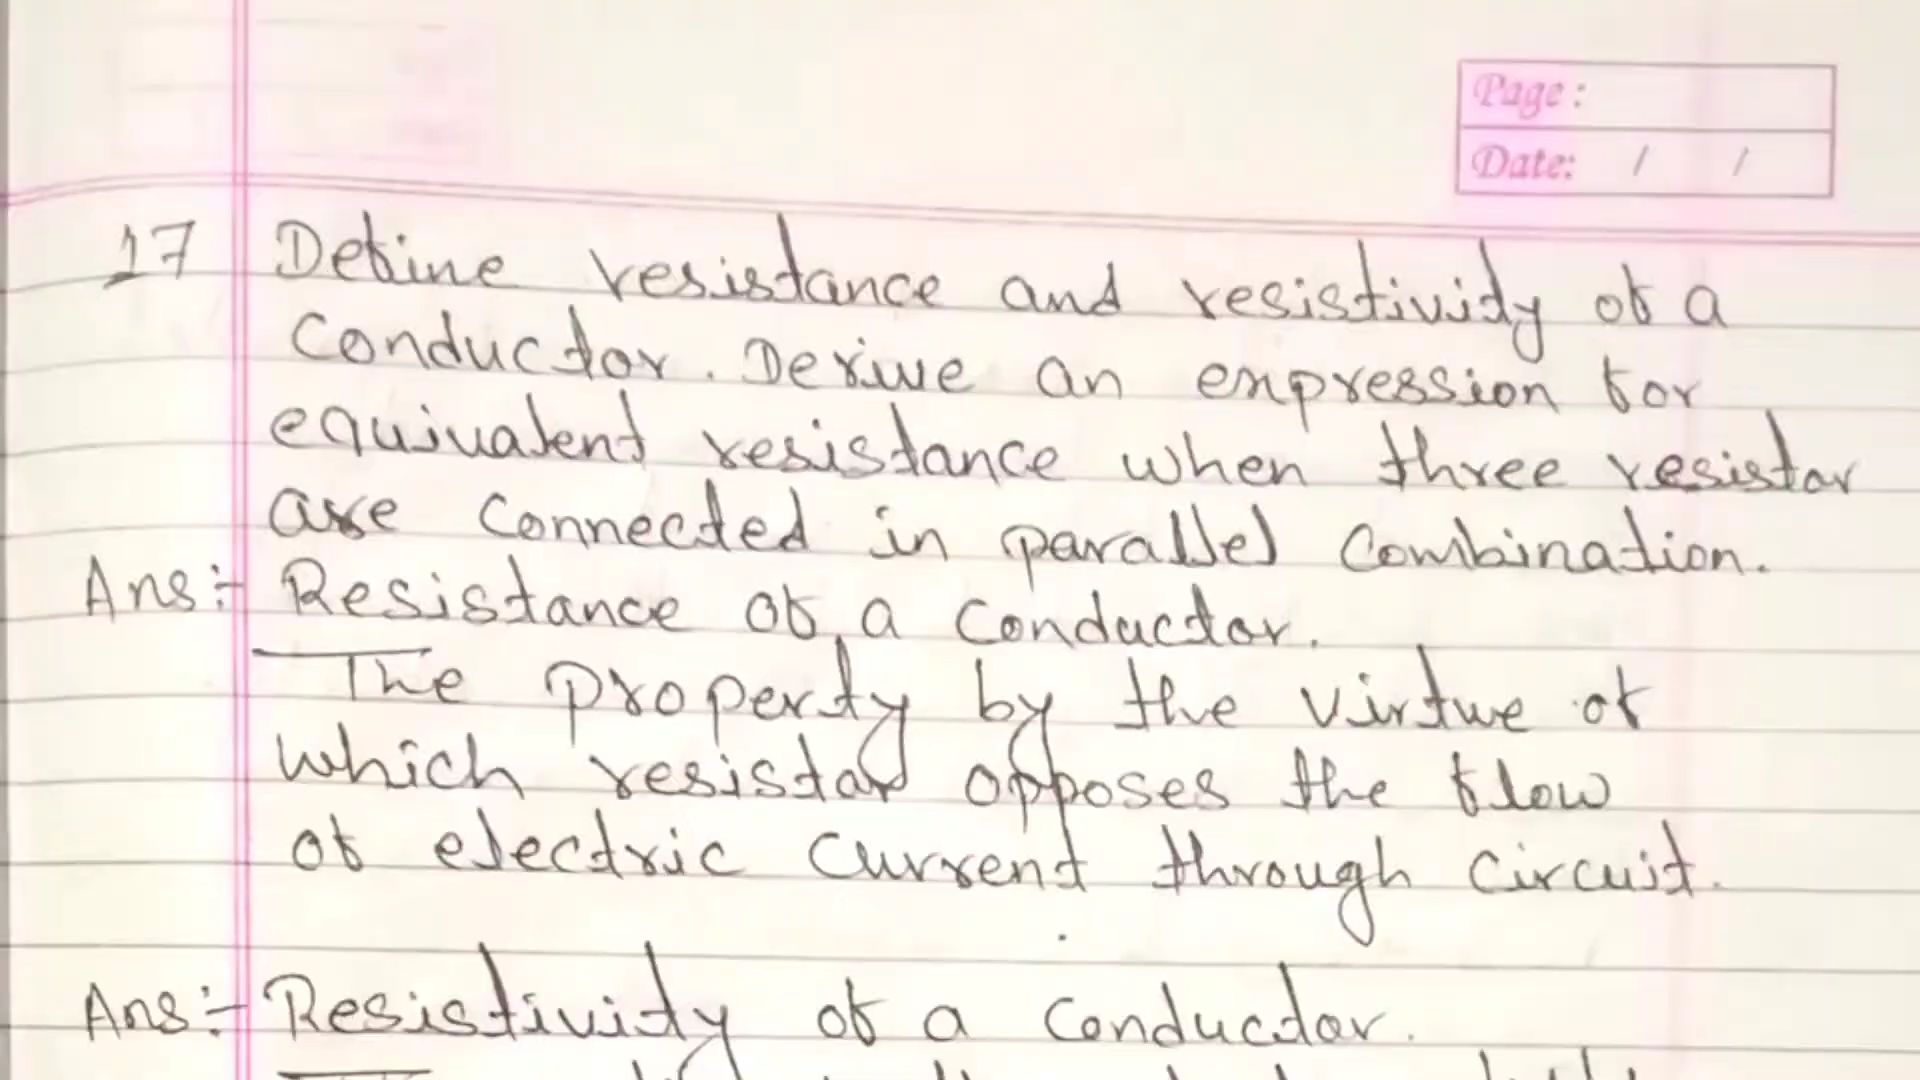 Page :
Date: / /
17 Define resistance and resistivity of a
conductor. Derive an expression for
equivalent resistance when three resistor
are connected in parallel combination.
Ans:- Resistance of a conductor.
The property by the virtue of
which resistor opposes the flow
of electric current through circuit.
Ans:- Resistivity of a conductor.